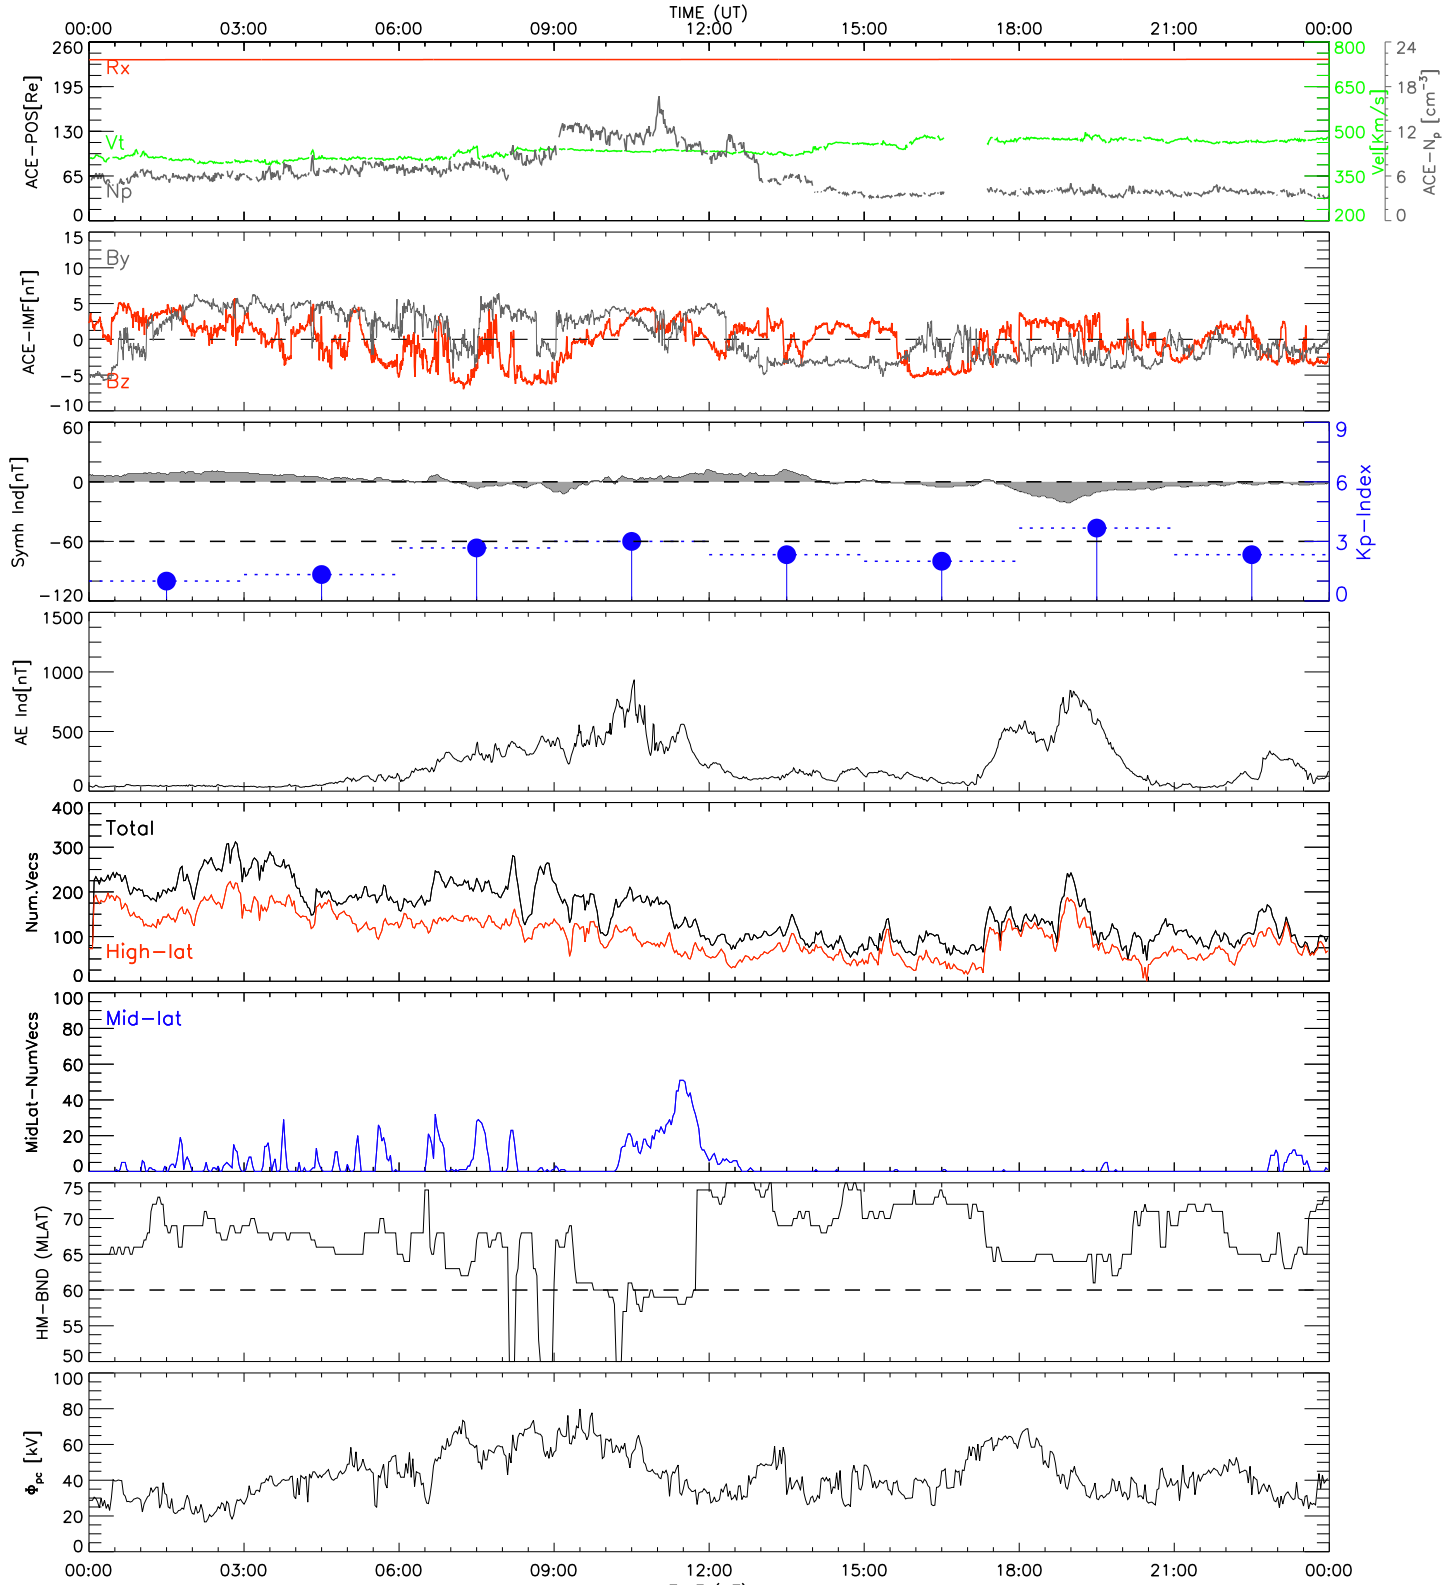 TIME (UT)
00:00 03:00 06:00 09:00 12:00 15:00 18:00 21:00 00:00
ACE-POS[Re]
260
195
130
65
0
Rx
Vt
Np
800
650
500
350
200
Vel[Km/s]
24
18
12
6
0
ACE-Np [cm⁻³]
ACE-IMF[nT]
15
10
5
0
-5
-10
By
Bz
Symh Ind[nT]
60
0
-60
-120
9
6
3
0
Kp-Index
AE Ind[nT]
1500
1000
500
0
Num.Vecs
400
300
200
100
0
Total
High-lat
MidLat-NumVecs
100
80
60
40
20
0
Mid-lat
HM-BND (MLAT)
75
70
65
60
55
50
Φpc [kV]
100
80
60
40
20
0
00:00 03:00 06:00 09:00 12:00 15:00 18:00 21:00 00:00